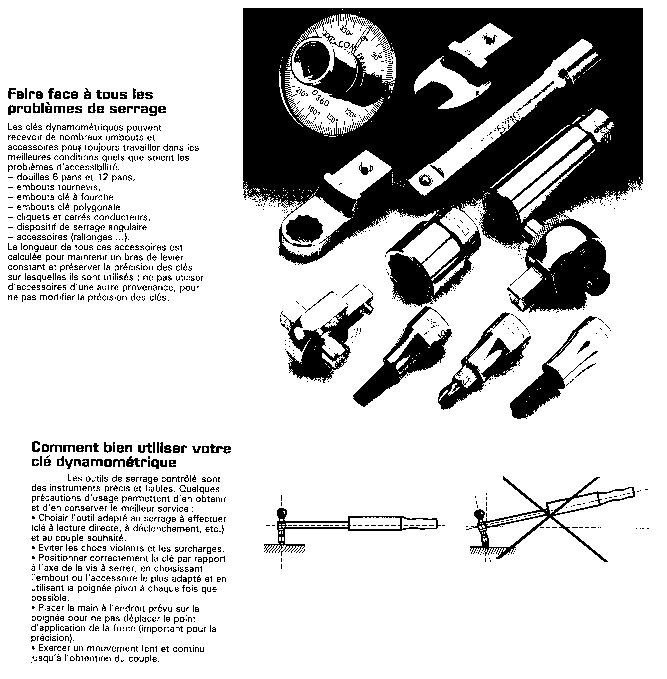 Faire face à tous les
problèmes de serrage
Les clés dynamométriques peuvent
recevoir de nombreux embouts et
accessoires pour toujours travailler dans les
meilleures conditions quels que soient les
problèmes d'accessibilité.
– douilles 6 pans et 12 pans,
– embouts tournevis,
– embouts clé à fourche
– embouts clé polygonale
– cliquets et carrés conducteurs,
– dispositif de serrage angulaire
– accessoires (rallonges ...).
La longueur de tous ces accessoires est
calculée pour maintenir un bras de levier
constant et préserver la précision des clés
sur lesquelles ils sont utilisés : ne pas utiliser
d'accessoires d'une autre provenance, pour
ne pas modifier la précision des clés.
Comment bien utiliser votre
clé dynamométrique
Les outils de serrage contrôlé sont
des instruments précis et fiables. Quelques
précautions d'usage permettent d'en obtenir
et d'en conserver le meilleur service :
• Choisir l'outil adapté au serrage à effectuer
(clé à lecture directe, à déclenchement, etc.)
et au couple souhaité.
• Eviter les chocs violents et les surcharges.
• Positionner correctement la clé par rapport
à l'axe de la vis à serrer, en choisissant
l'embout ou l'accessoire le plus adapté et en
utilisant la poignée pivot à chaque fois que
possible.
• Placer la main à l'endroit prévu sur la
poignée pour ne pas déplacer le point
d'application de la force (important pour la
précision).
• Exercer un mouvement lent et continu
jusqu'à l'obtention du couple.